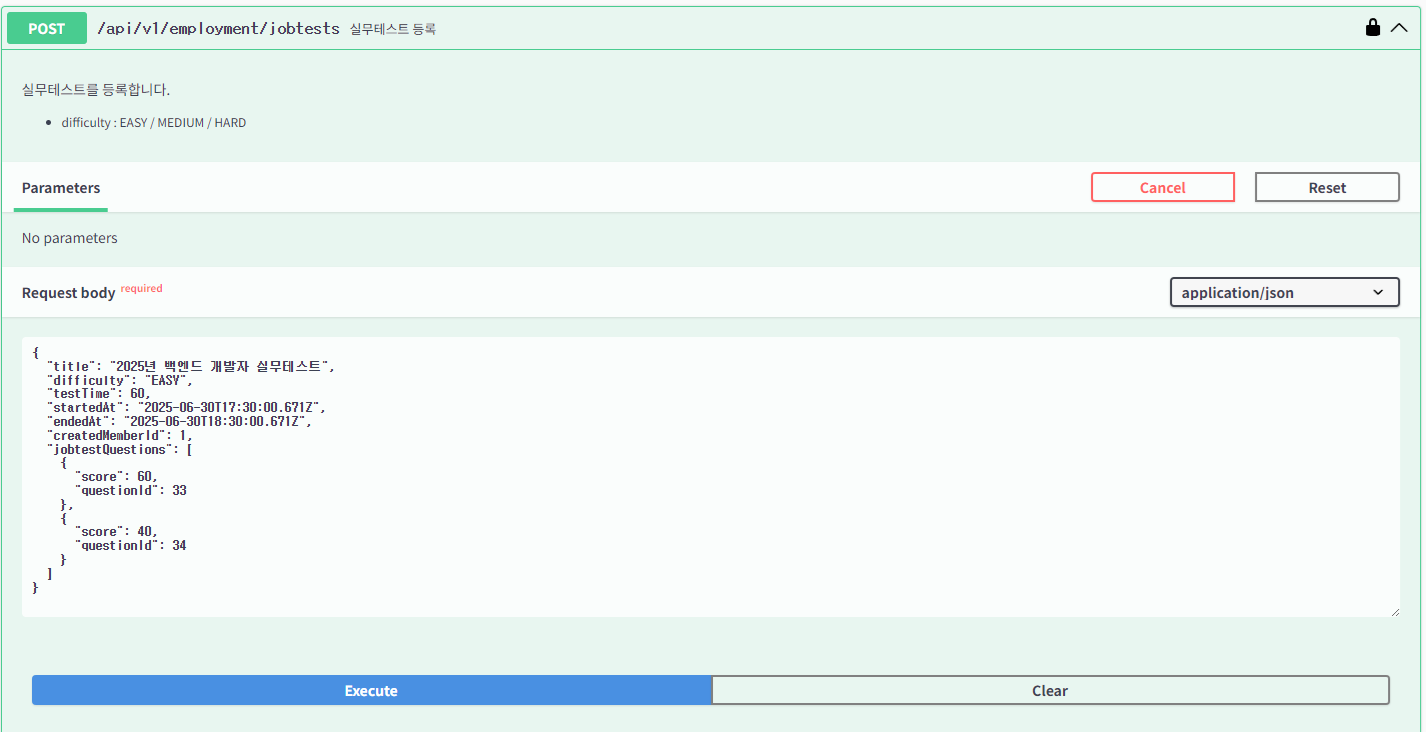 POST /api/v1/employment/jobtests 실무테스트 등록
실무테스트를 등록합니다.
• difficulty : EASY / MEDIUM / HARD
Parameters
Cancel
Reset
No parameters
Request body required
application/json
{
  "title": "2025년 백엔드 개발자 실무테스트",
  "difficulty": "EASY",
  "testTime": 60,
  "startedAt": "2025-06-30T17:30:00.671Z",
  "endedAt": "2025-06-30T18:30:00.671Z",
  "createdMemberId": 1,
  "jobtestQuestions": [
    {
      "score": 60,
      "questionId": 33
    },
    {
      "score": 40,
      "questionId": 34
    }
  ]
}
Execute
Clear